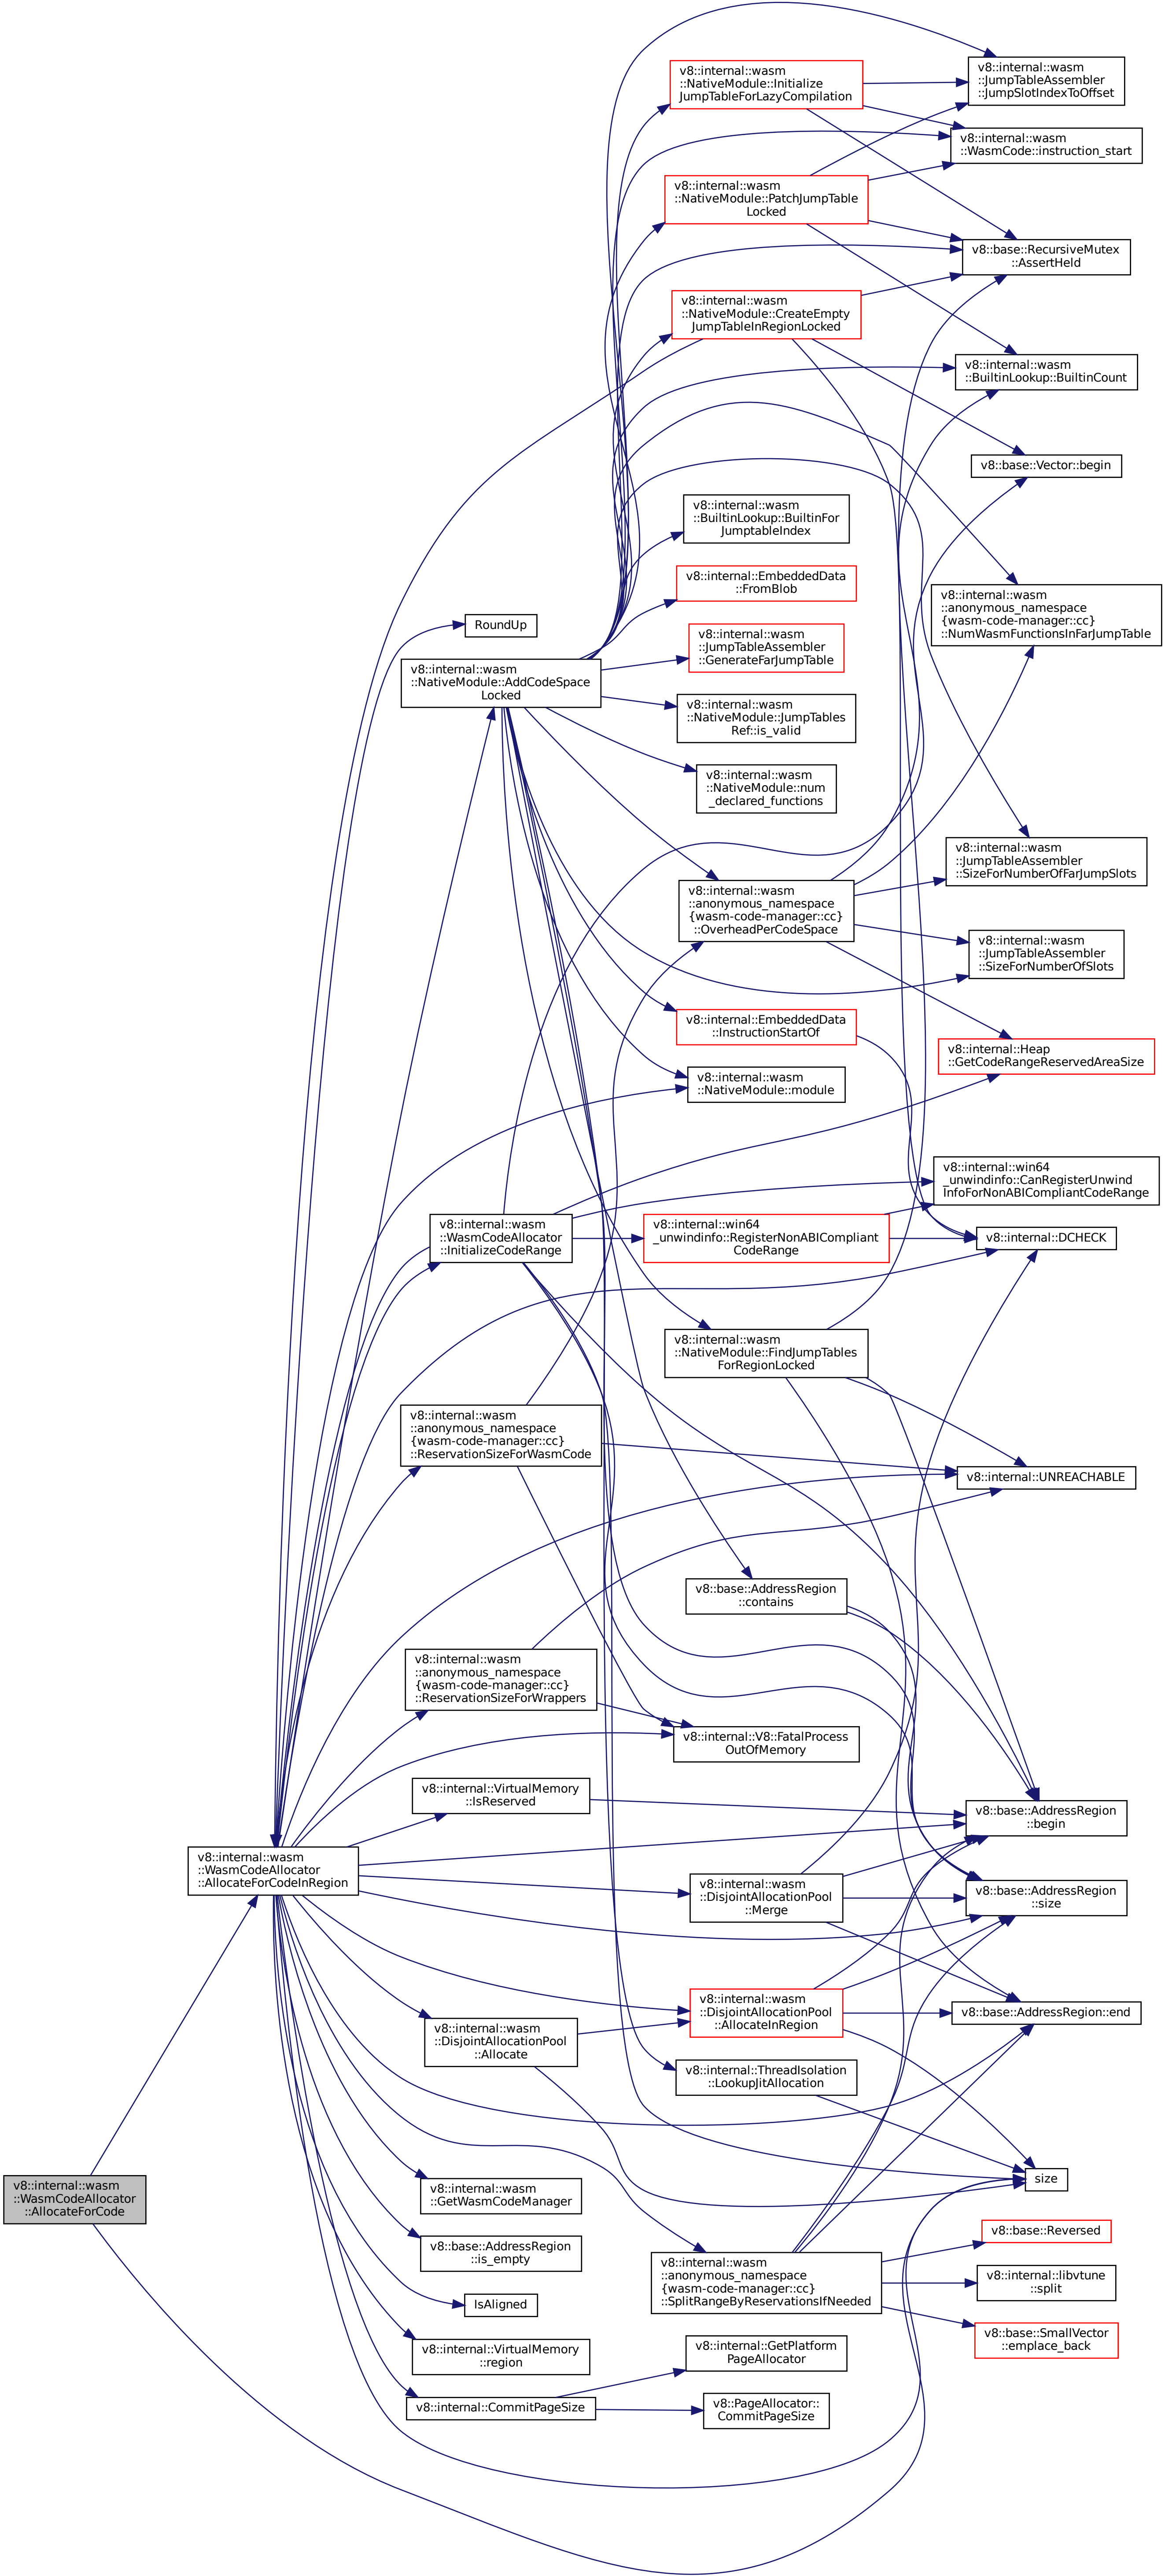 v8::internal::wasm
::WasmCodeAllocator
::AllocateForCode
v8::internal::wasm
::WasmCodeAllocator
::AllocateForCodeInRegion
RoundUp
v8::internal::wasm
::NativeModule::AddCodeSpace
Locked
v8::internal::wasm
::WasmCodeAllocator
::InitializeCodeRange
v8::internal::wasm
::anonymous_namespace
{wasm-code-manager::cc}
::ReservationSizeForWasmCode
v8::internal::wasm
::anonymous_namespace
{wasm-code-manager::cc}
::ReservationSizeForWrappers
v8::internal::VirtualMemory
::IsReserved
v8::internal::wasm
::DisjointAllocationPool
::Allocate
v8::internal::wasm
::GetWasmCodeManager
v8::base::AddressRegion
::is_empty
IsAligned
v8::internal::VirtualMemory
::region
v8::internal::CommitPageSize
v8::internal::wasm
::NativeModule::Initialize
JumpTableForLazyCompilation
v8::internal::wasm
::NativeModule::PatchJumpTable
Locked
v8::internal::wasm
::NativeModule::CreateEmpty
JumpTableInRegionLocked
v8::internal::wasm
::BuiltinLookup::BuiltinFor
JumptableIndex
v8::internal::EmbeddedData
::FromBlob
v8::internal::wasm
::JumpTableAssembler
::GenerateFarJumpTable
v8::internal::wasm
::NativeModule::JumpTables
Ref::is_valid
v8::internal::wasm
::NativeModule::num
_declared_functions
v8::internal::wasm
::anonymous_namespace
{wasm-code-manager::cc}
::OverheadPerCodeSpace
v8::internal::EmbeddedData
::InstructionStartOf
v8::internal::wasm
::NativeModule::module
v8::internal::win64
_unwindinfo::RegisterNonABICompliant
CodeRange
v8::internal::wasm
::NativeModule::FindJumpTables
ForRegionLocked
v8::base::AddressRegion
::contains
v8::internal::V8::FatalProcess
OutOfMemory
v8::internal::wasm
::DisjointAllocationPool
::Merge
v8::internal::wasm
::DisjointAllocationPool
::AllocateInRegion
v8::internal::ThreadIsolation
::LookupJitAllocation
v8::internal::wasm
::anonymous_namespace
{wasm-code-manager::cc}
::SplitRangeByReservationsIfNeeded
v8::internal::GetPlatform
PageAllocator
v8::PageAllocator::
CommitPageSize
v8::internal::wasm
::JumpTableAssembler
::JumpSlotIndexToOffset
v8::internal::wasm
::WasmCode::instruction_start
v8::base::RecursiveMutex
::AssertHeld
v8::internal::wasm
::BuiltinLookup::BuiltinCount
v8::base::Vector::begin
v8::internal::wasm
::anonymous_namespace
{wasm-code-manager::cc}
::NumWasmFunctionsInFarJumpTable
v8::internal::wasm
::JumpTableAssembler
::SizeForNumberOfFarJumpSlots
v8::internal::wasm
::JumpTableAssembler
::SizeForNumberOfSlots
v8::internal::Heap
::GetCodeRangeReservedAreaSize
v8::internal::win64
_unwindinfo::CanRegisterUnwind
InfoForNonABICompliantCodeRange
v8::internal::DCHECK
v8::internal::UNREACHABLE
v8::base::AddressRegion
::begin
v8::base::AddressRegion
::size
v8::base::AddressRegion::end
size
v8::base::Reversed
v8::internal::libvtune
::split
v8::base::SmallVector
::emplace_back